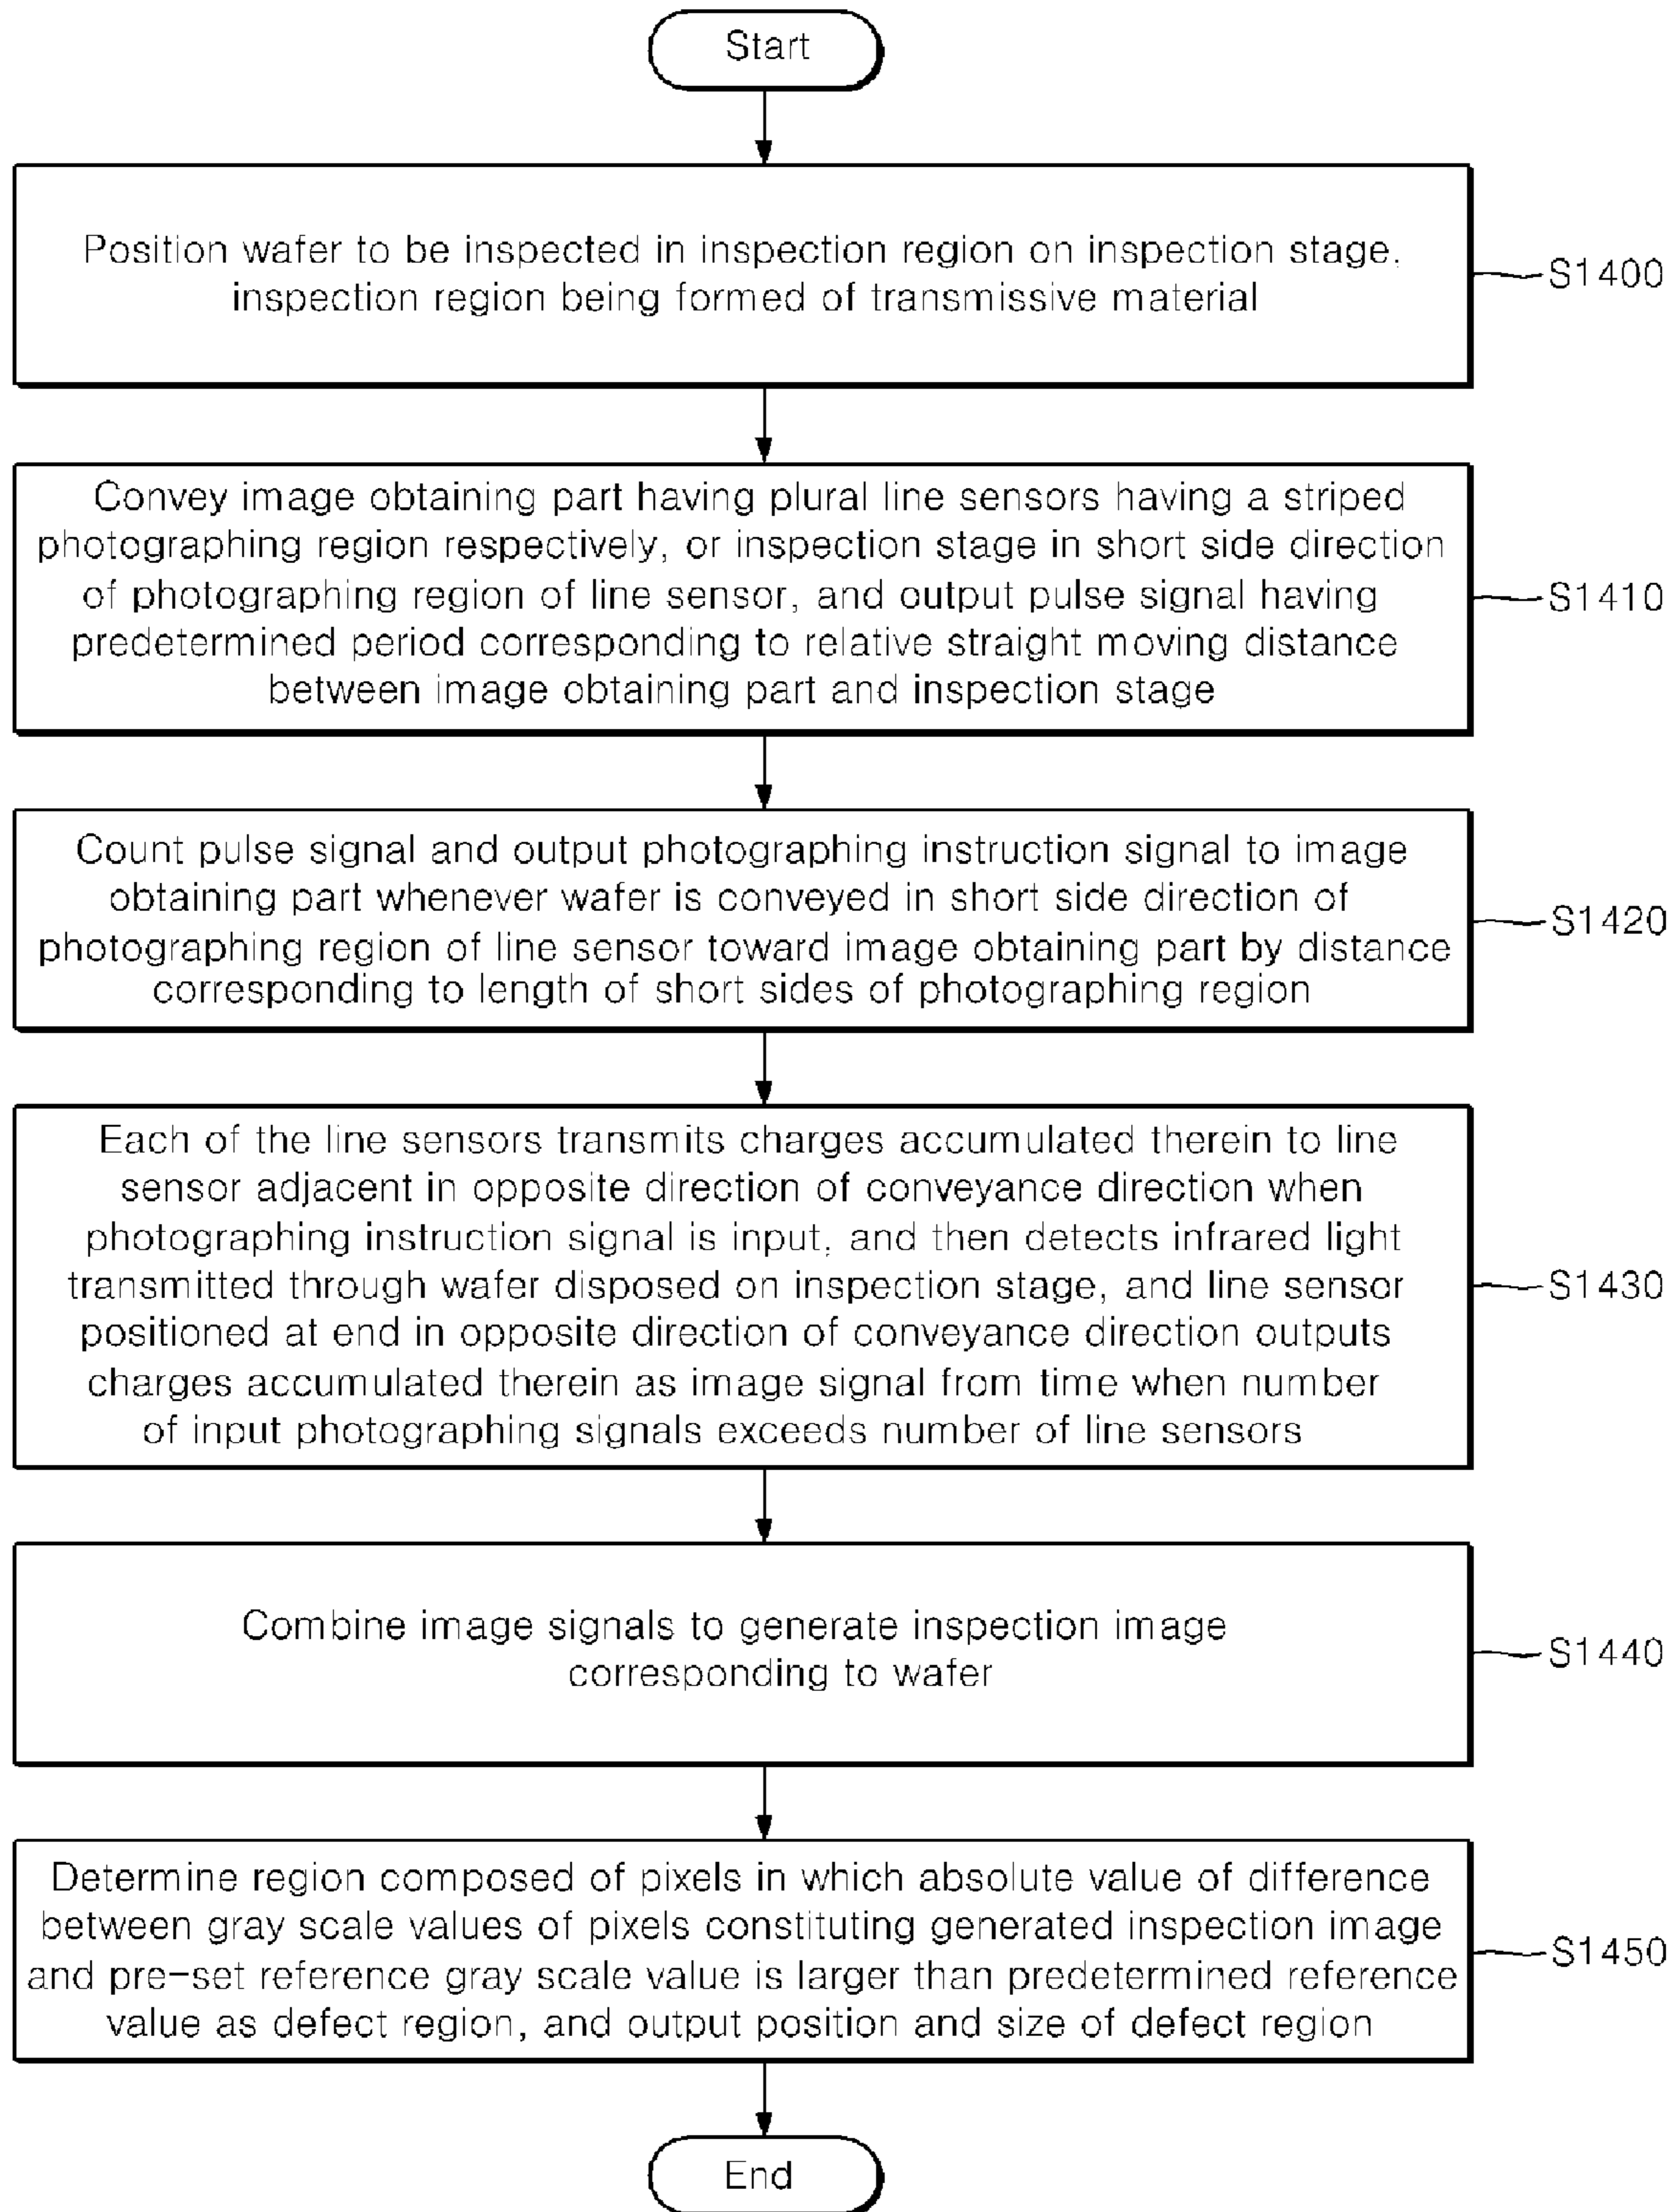 Start
Position wafer to be inspected in inspection region on inspection stage,
inspection region being formed of transmissive material
S1400
Convey image obtaining part having plural line sensors having a striped
photographing region respectively, or inspection stage in short side direction
of photographing region of line sensor, and output pulse signal having
predetermined period corresponding to relative straight moving distance
between image obtaining part and inspection stage
S1410
Count pulse signal and output photographing instruction signal to image
obtaining part whenever wafer is conveyed in short side direction of
photographing region of line sensor toward image obtaining part by distance
corresponding to length of short sides of photographing region
S1420
Each of the line sensors transmits charges accumulated therein to line
sensor adjacent in opposite direction of conveyance direction when
photographing instruction signal is input, and then detects infrared light
transmitted through wafer disposed on inspection stage, and line sensor
positioned at end in opposite direction of conveyance direction outputs
charges accumulated therein as image signal from time when number
of input photographing signals exceeds number of line sensors
S1430
Combine image signals to generate inspection image
corresponding to wafer
S1440
Determine region composed of pixels in which absolute value of difference
between gray scale values of pixels constituting generated inspection image
and pre-set reference gray scale value is larger than predetermined reference
value as defect region, and output position and size of defect region
S1450
End